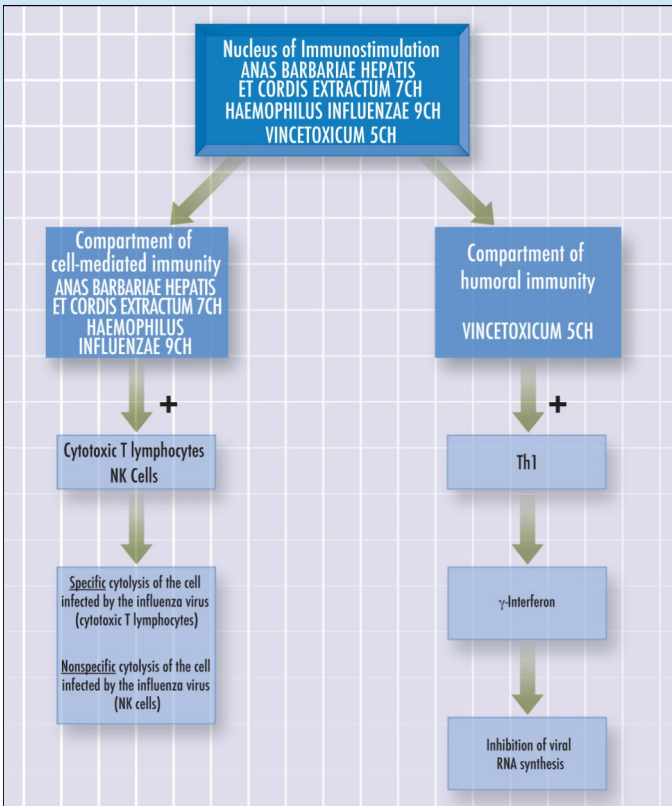 Nucleus of Immunostimulation
ANAS BARBARIAE HEPATIS
ET CORDIS EXTRACTUM 7CH
HAEMOPHILUS INFLUENZAE 9CH
VINCETOXICUM 5CH
Compartment of
cell-mediated immunity
ANAS BARBARIAE HEPATIS
ET CORDIS EXTRACTUM 7CH
HAEMOPHILUS
INFLUENZAE 9CH
Compartment of
humoral immunity
VINCETOXICUM 5CH
+
+
Cytotoxic T lymphocytes
NK Cells
Th1
Specific cytolysis of the cell
infected by the influenza virus
(cytotoxic T lymphocytes)
Nonspecific cytolysis of the cell
infected by the influenza virus
(NK cells)
γ-Interferon
Inhibition of viral
RNA synthesis